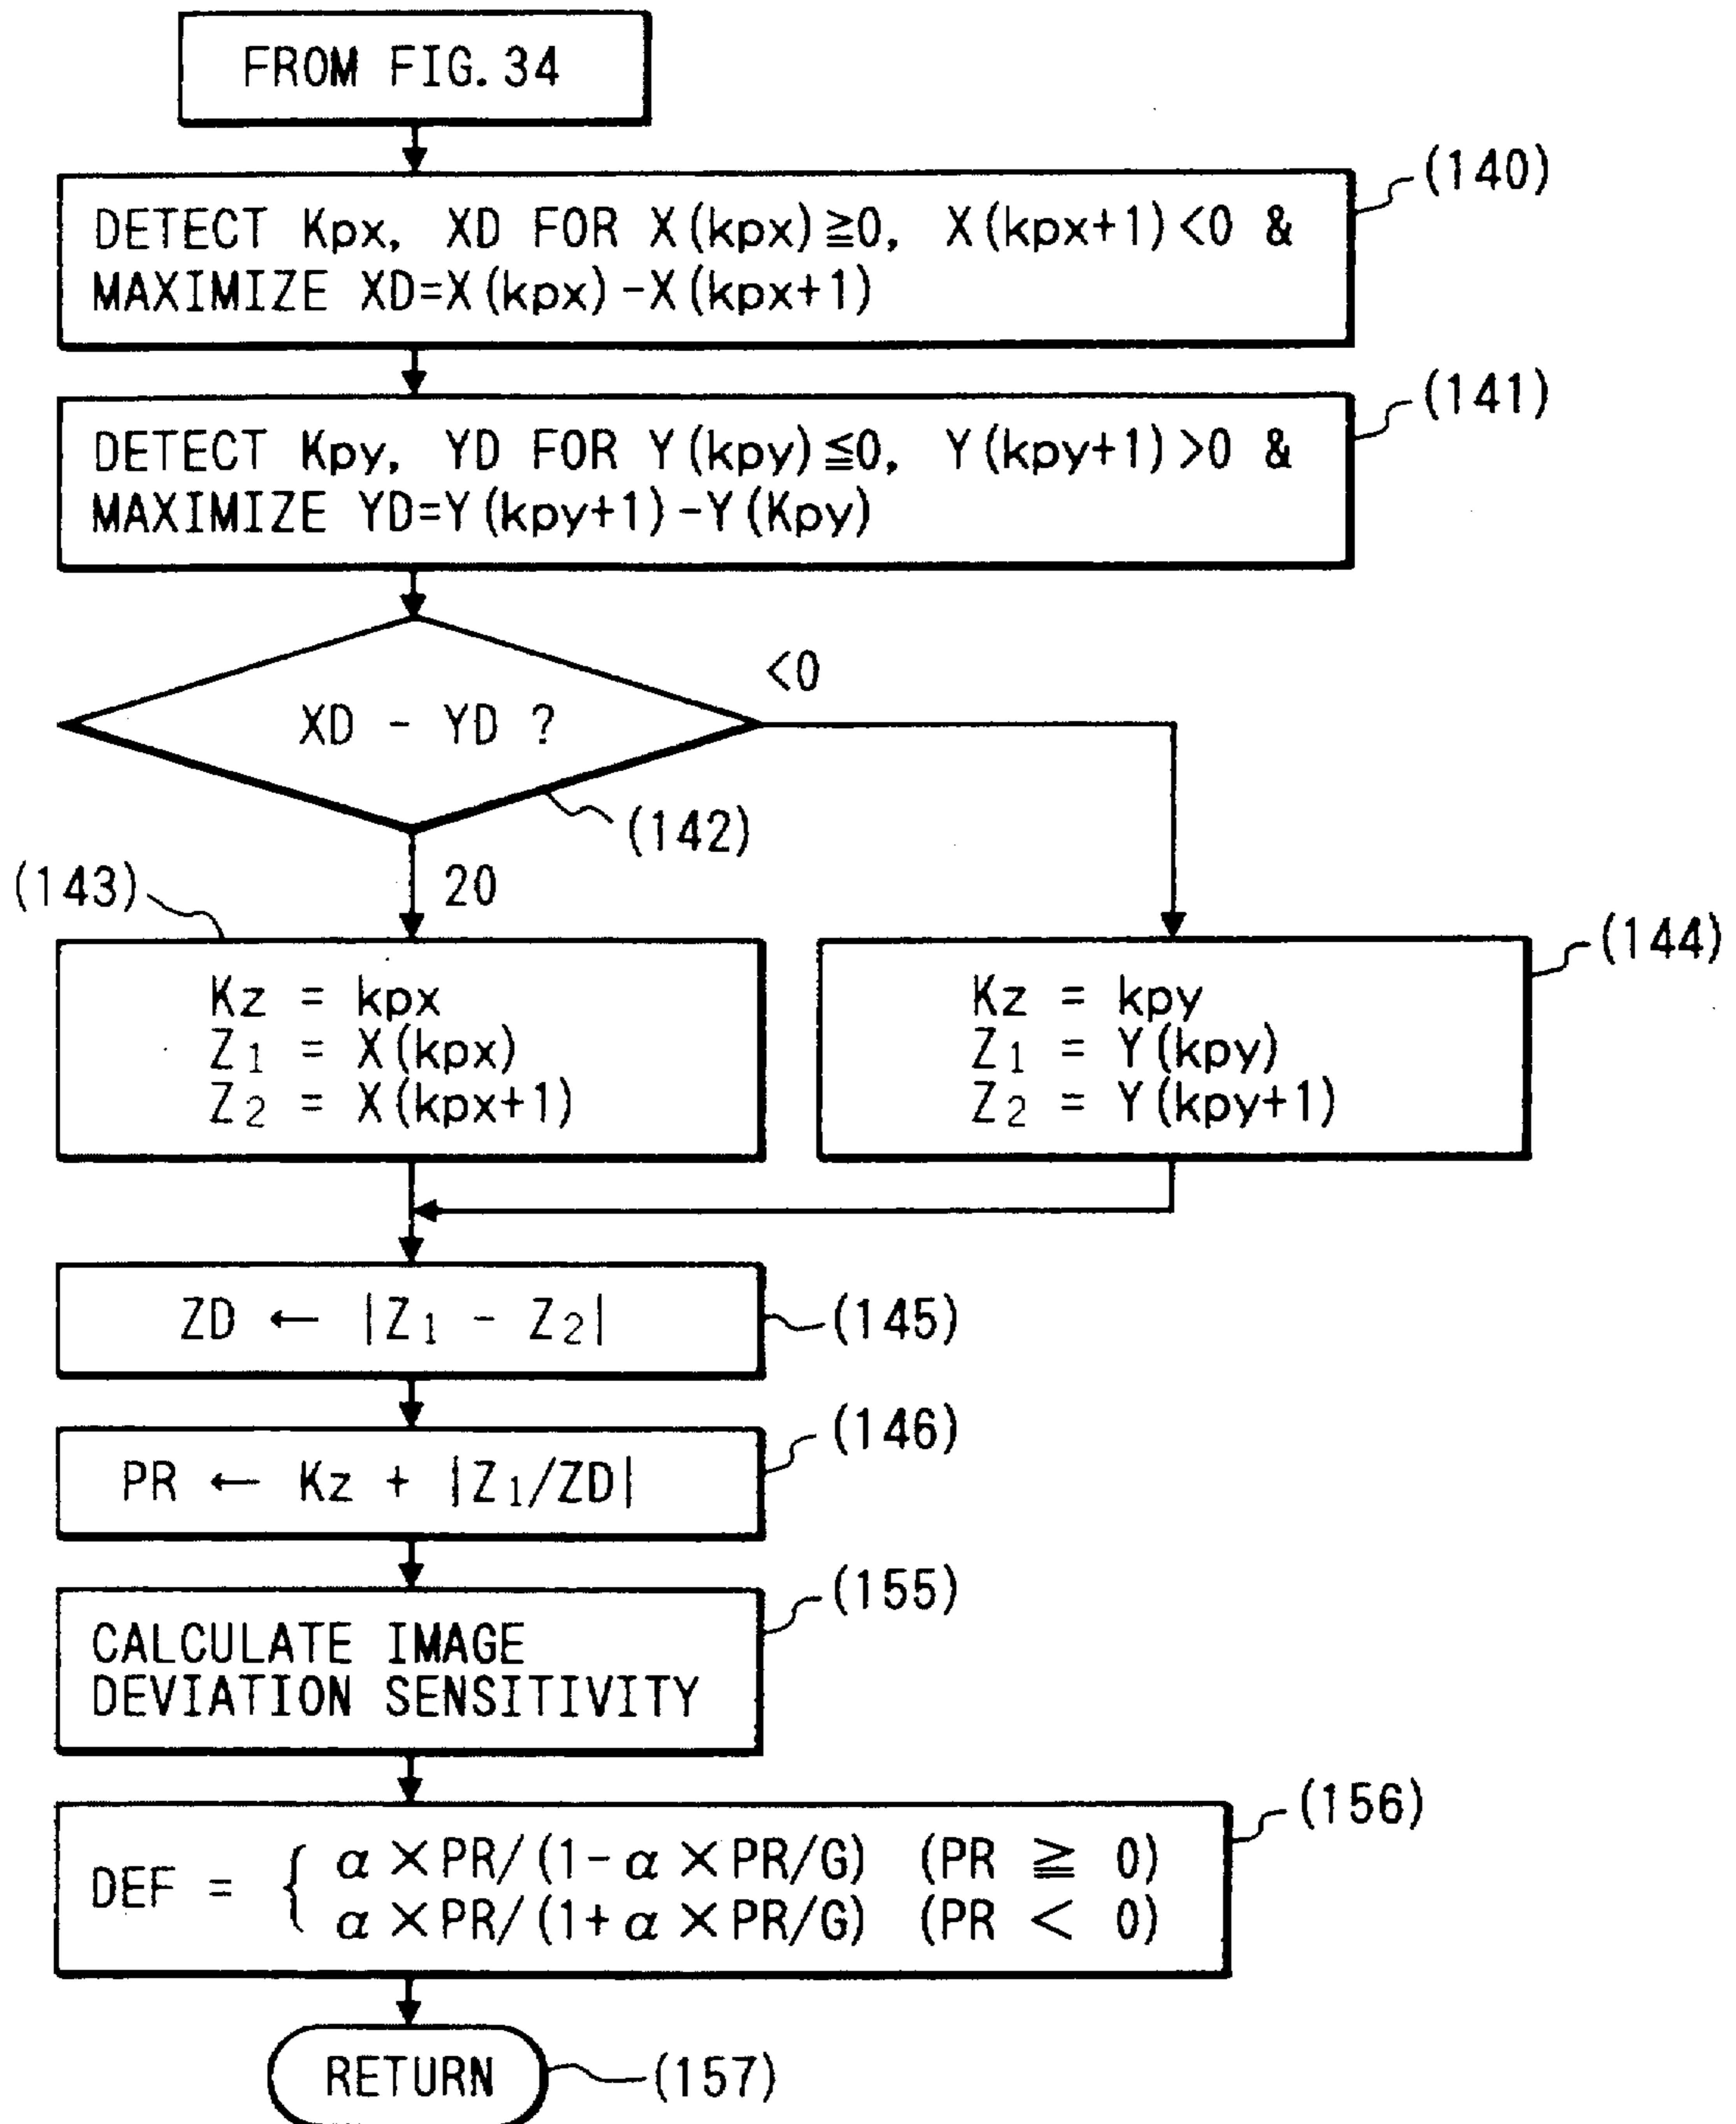 FROM FIG.34
(140)
DETECT Kpx, XD FOR X(kpx)≧0, X(kpx+1)<0 &
MAXIMIZE XD=X(kpx)-X(kpx+1)
(141)
DETECT Kpy, YD FOR Y(kpy)≦0, Y(kpy+1)>0 &
MAXIMIZE YD=Y(kpy+1)-Y(Kpy)
<0
XD - YD ?
(142)
20
(143)
Kz = kpx
Z1 = X(kpx)
Z2 = X(kpx+1)
(144)
Kz = kpy
Z1 = Y(kpy)
Z2 = Y(kpy+1)
ZD ← |Z1 - Z2|
(145)
PR ← Kz + |Z1/ZD|
(146)
(155)
CALCULATE IMAGE
DEVIATION SENSITIVITY
(156)
DEF = { α×PR/(1-α×PR/G) (PR ≧ 0)
α×PR/(1+α×PR/G) (PR < 0)
RETURN
(157)